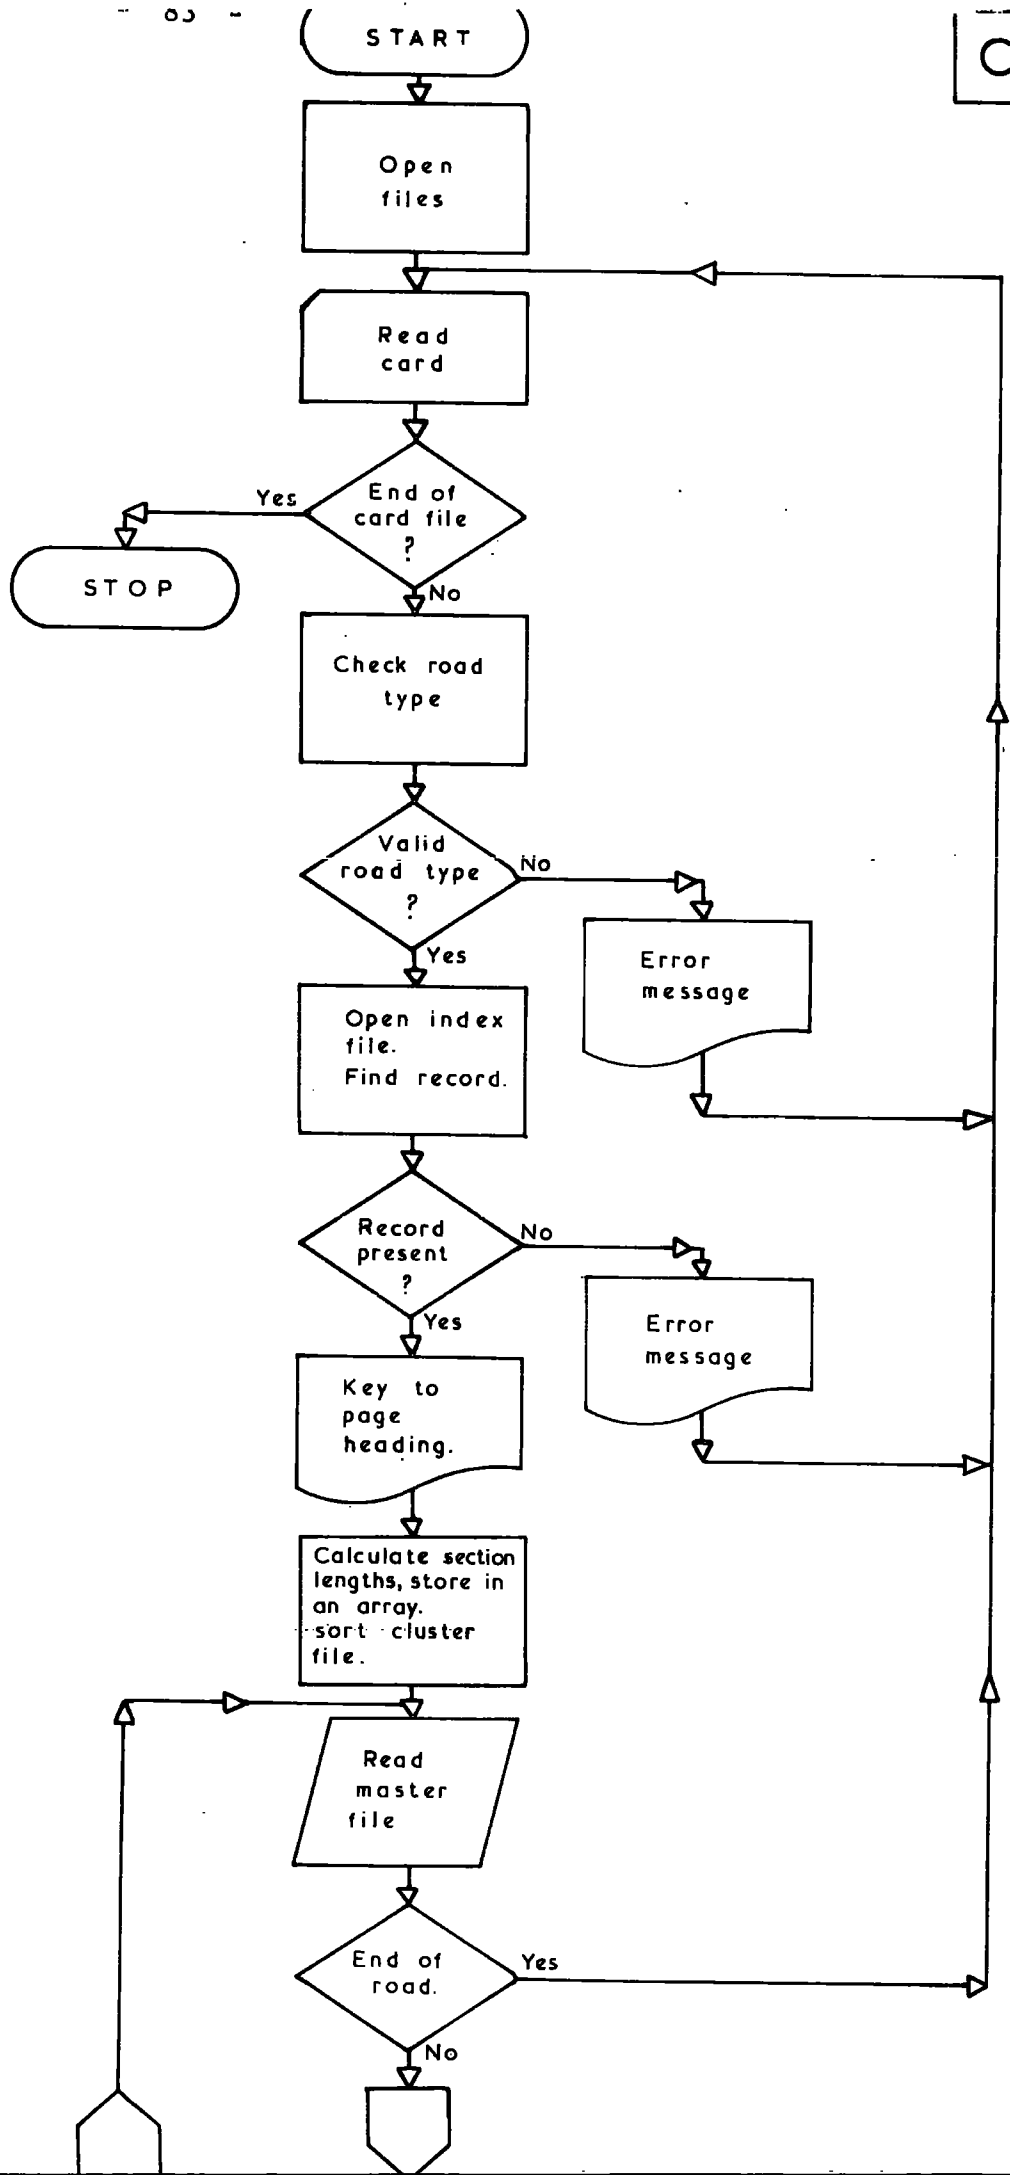 START
Open
files
Read
card
End of
card file
?
Yes
STOP
No
Check road
type
Valid
road type
?
No
Error
message
Yes
Open index
file.
Find record.
Record
present
?
No
Error
message
Yes
Key to
page
heading.
Calculate section
lengths, store in
an array.
sort cluster
file.
Read
master
file
End of
road.
Yes
No